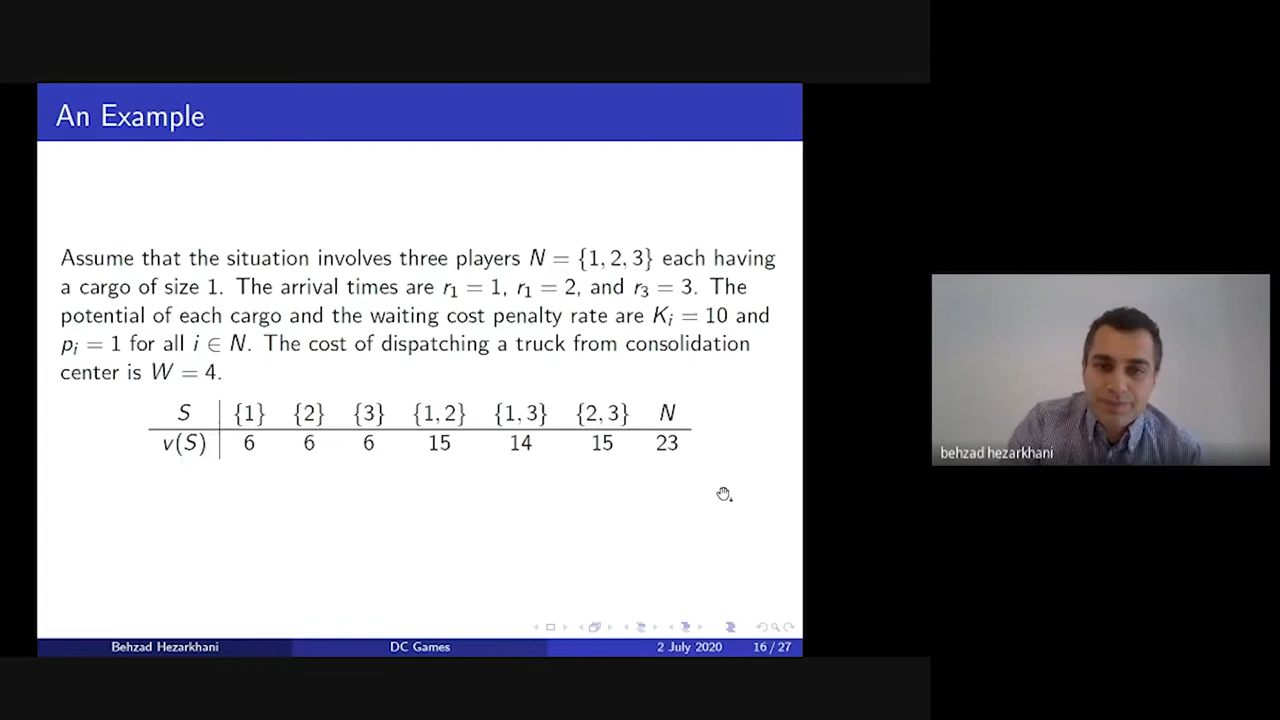 An Example
Assume that the situation involves three players N = {1, 2, 3} each having
a cargo of size 1. The arrival times are r₁ = 1, r₁ = 2, and r₃ = 3. The
potential of each cargo and the waiting cost penalty rate are Kᵢ = 10 and
pᵢ = 1 for all i ∈ N. The cost of dispatching a truck from consolidation
center is W = 4.
S {1} {2} {3} {1, 2} {1, 3} {2, 3} N
v(S) 6 6 6 15 14 15 23
behzad hezarkhani
Behzad Hezarkhani DC Games 2 July 2020 16 / 27